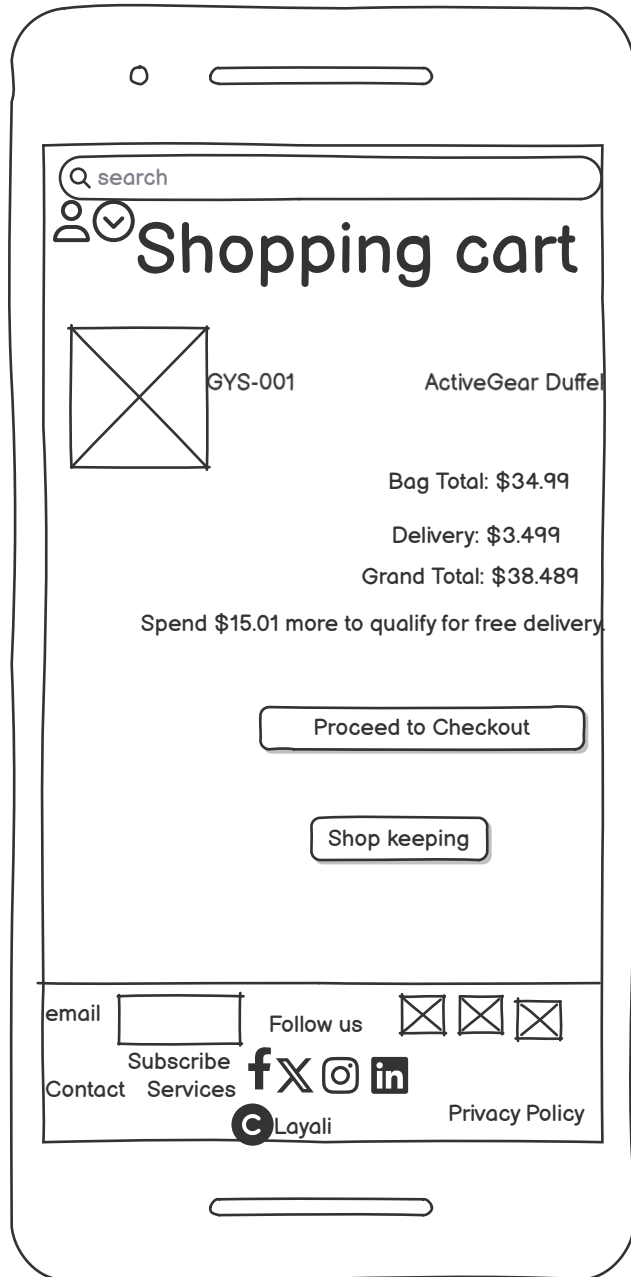 search
Shopping cart
GYS-001 ActiveGear Duffel
Bag Total: $34.99
Delivery: $3.499
Grand Total: $38.489
Spend $15.01 more to qualify for free delivery.
Proceed to Checkout
Shop keeping
email
Follow us
Subscribe
Contact Services
Privacy Policy
C Layali